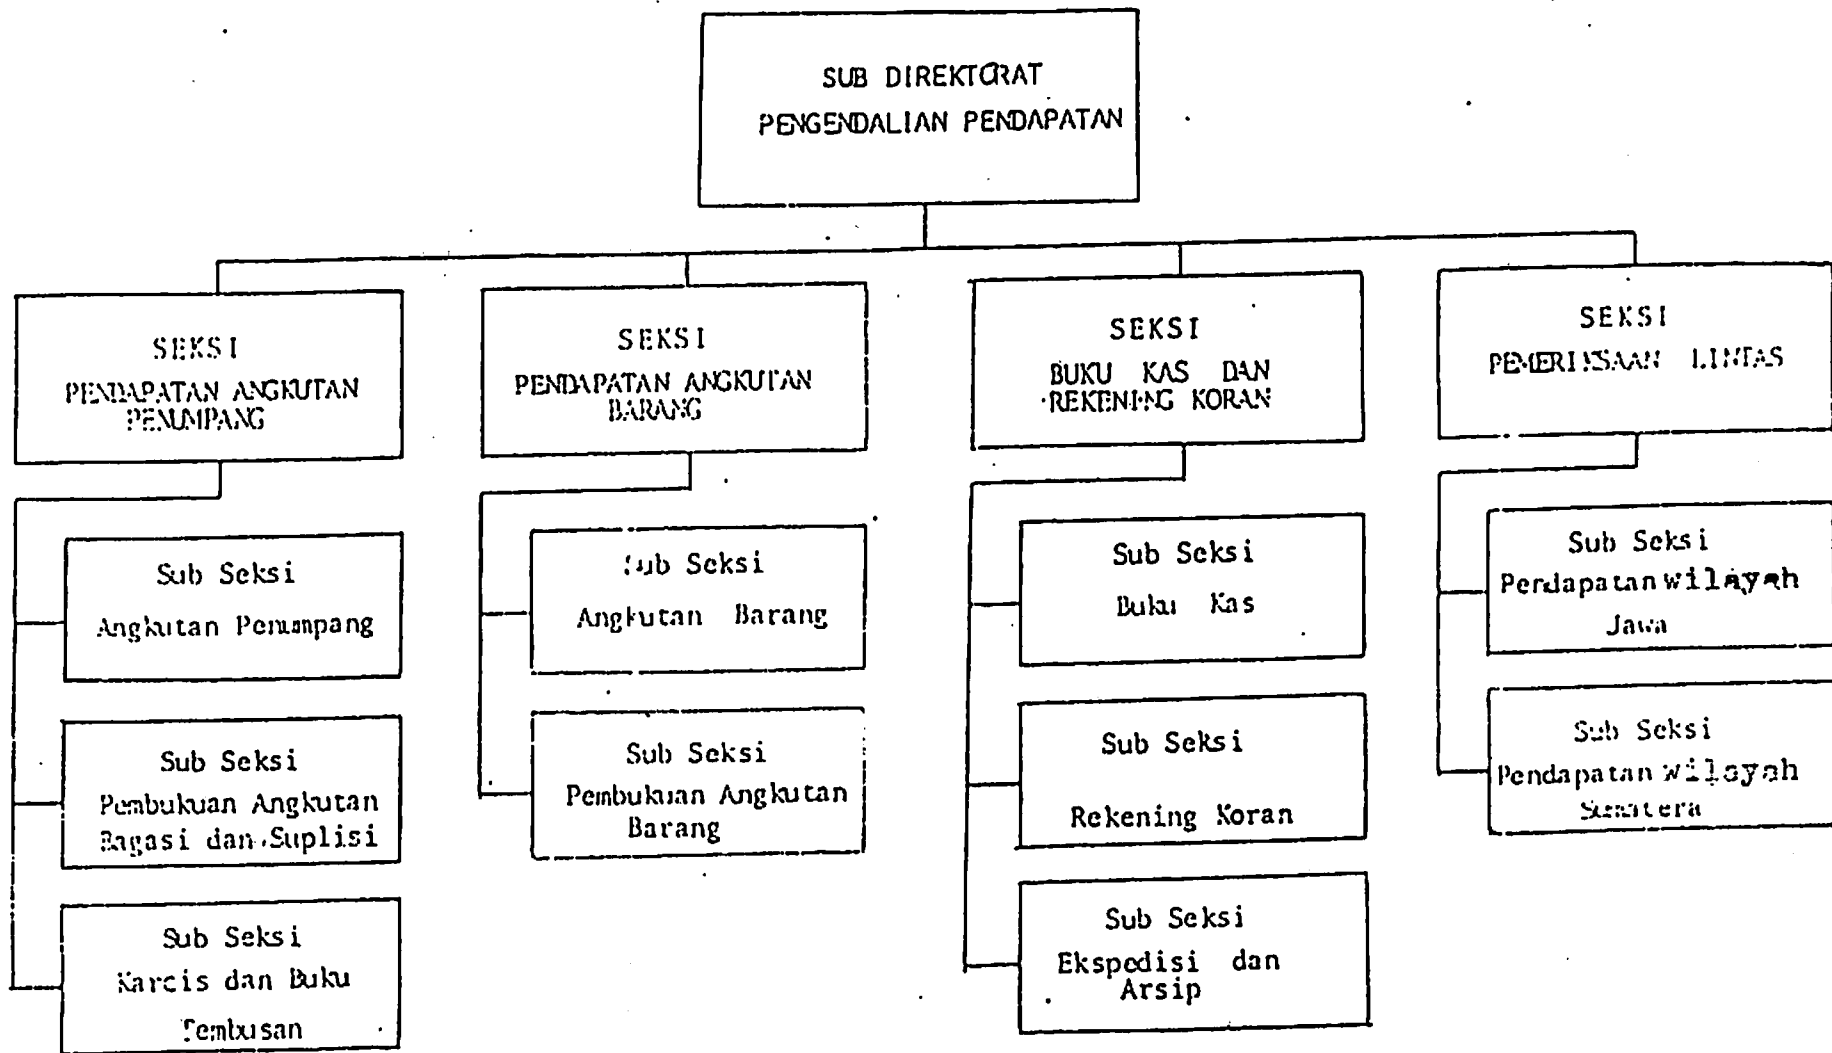 SUB DIREKTORAT
PENGENDALIAN PENDAPATAN
SEKSI
PENDAPATAN ANGKUTAN
PENUMPANG
SEKSI
PENDAPATAN ANGKUTAN
BARANG
SEKSI
BUKU KAS DAN
REKENING KORAN
SEKSI
PEMERIKSAAN LINTAS
Sub Seksi
Angkutan Penumpang
Sub Seksi
Pembukuan Angkutan
Bagasi dan Suplisi
Sub Seksi
Karcis dan Buku
Tembusan
Sub Seksi
Angkutan Barang
Sub Seksi
Pembukuan Angkutan
Barang
Sub Seksi
Buku Kas
Sub Seksi
Rekening Koran
Sub Seksi
Ekspedisi dan
Arsip
Sub Seksi
Pendapatan Wilayah
Jawa
Sub Seksi
Pendapatan Wilayah
Sumatera